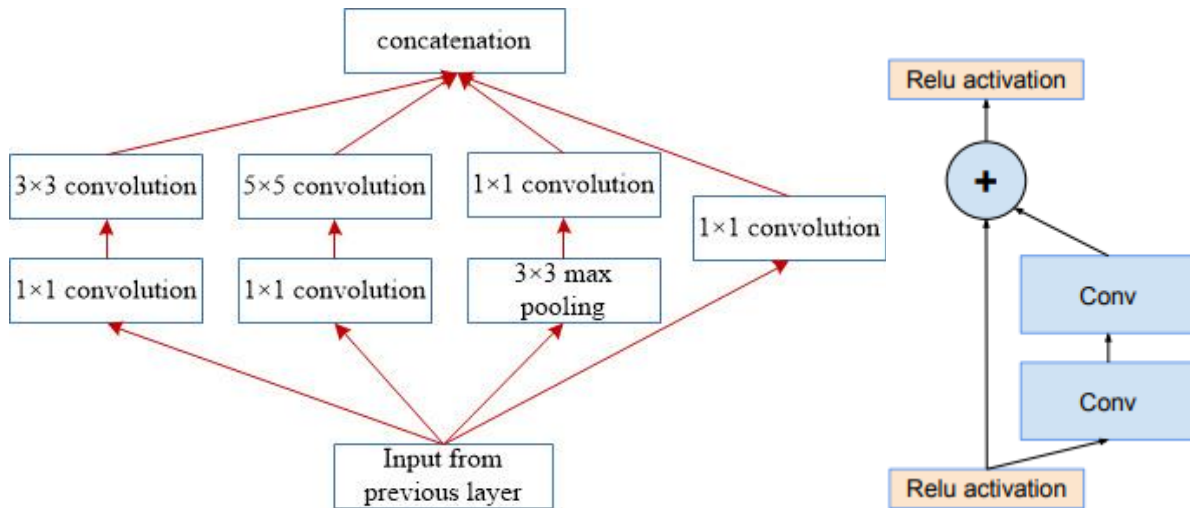 concatenation
3×3 convolution
5×5 convolution
1×1 convolution
1×1 convolution
1×1 convolution
1×1 convolution
3×3 max
pooling
Input from
previous layer
Relu activation
+
Conv
Conv
Relu activation